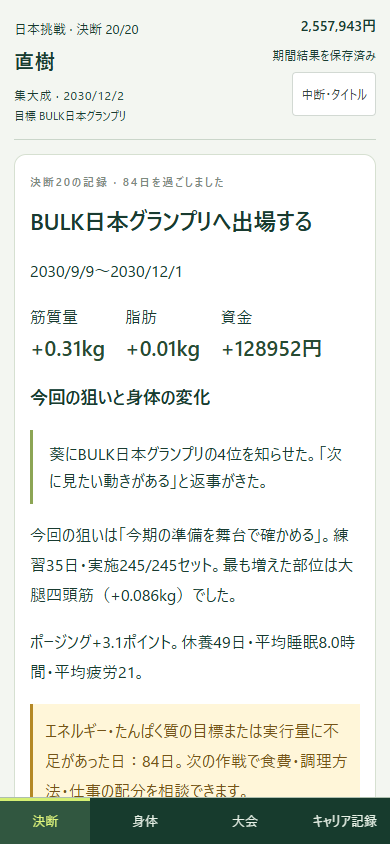 日本挑戦 · 決断 20/20
2,557,943円
直樹
期間結果を保存済み
中断・タイトル
集大成 · 2030/12/2
目標 BULK日本グランプリ
決断20の記録 · 84日を過ごしました
BULK日本グランプリへ出場する
2030/9/9〜2030/12/1
筋質量
脂肪
資金
+0.31kg
+0.01kg
+128952円
今回の狙いと身体の変化
葵にBULK日本グランプリの4位を知らせた。「次
に見たい動きがある」と返事がきた。
今回の狙いは「今期の準備を舞台で確かめる」。練
習35日・実施245/245セット。最も増えた部位は大
腿四頭筋（+0.086kg）でした。
ポージング+3.1ポイント。休養49日・平均睡眠8.0時
間・平均疲労21。
エネルギー・たんぱく質の目標または実行量に不
足があった日：84日。次の作戦で食費・調理方
法・仕事の配分を相談できます。
決断
身体
大会
キャリア記録